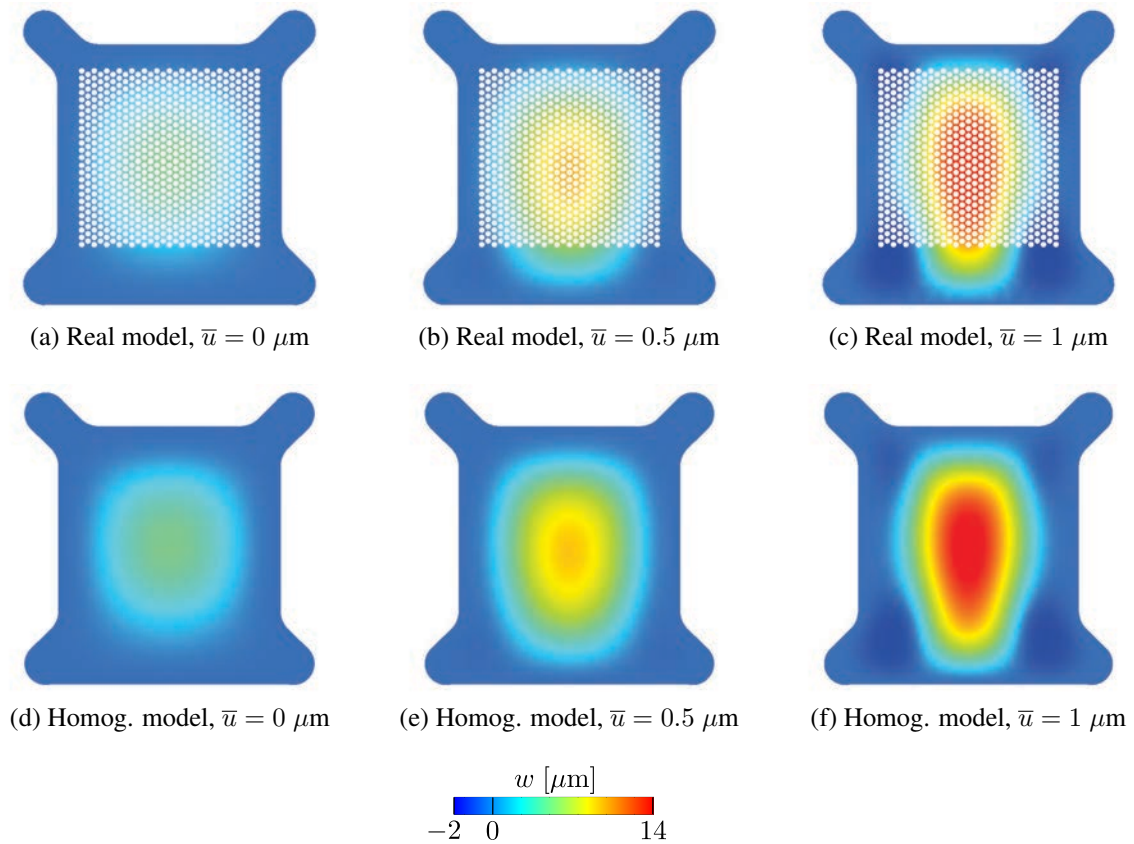 (a) Real model, u̅ = 0 μm
(b) Real model, u̅ = 0.5 μm
(c) Real model, u̅ = 1 μm
(d) Homog. model, u̅ = 0 μm
(e) Homog. model, u̅ = 0.5 μm
(f) Homog. model, u̅ = 1 μm
w [μm]
−2 0 14